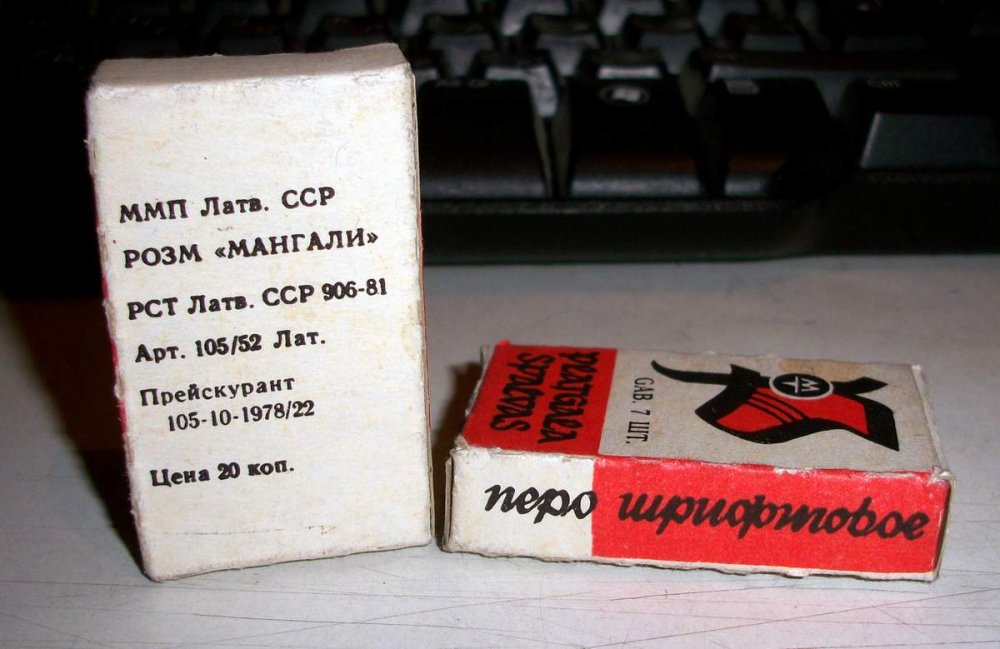 ММП Латв. ССР
РОЗМ «МАНГАЛИ»
РСТ Латв. ССР 906-81
Арт. 105/52 Лат.
Прейскурант
105-10-1978/22
Цена 20 коп.
PLATGALA
SPALVAS
GAB. 7 ШТ.
М
перо шрифтовое